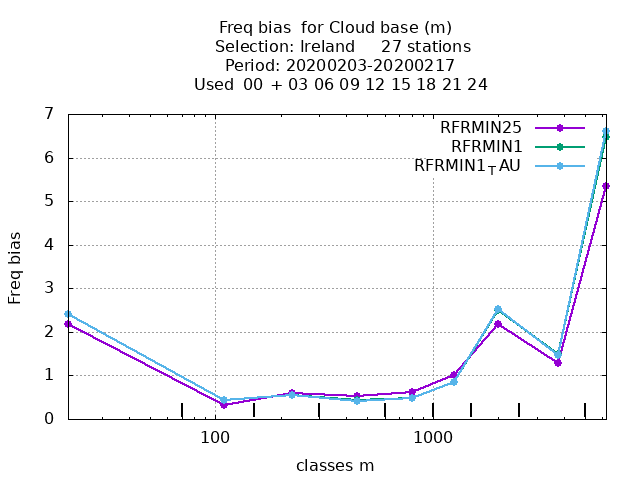 Freq bias  for Cloud base (m)
Selection: Ireland     27 stations
Period: 20200203-20200217
Used  00 + 03 06 09 12 15 18 21 24
7
6
5
4
3
2
1
0
Freq bias
RFRMIN25
RFRMIN1
RFRMIN1TAU
100
1000
classes m